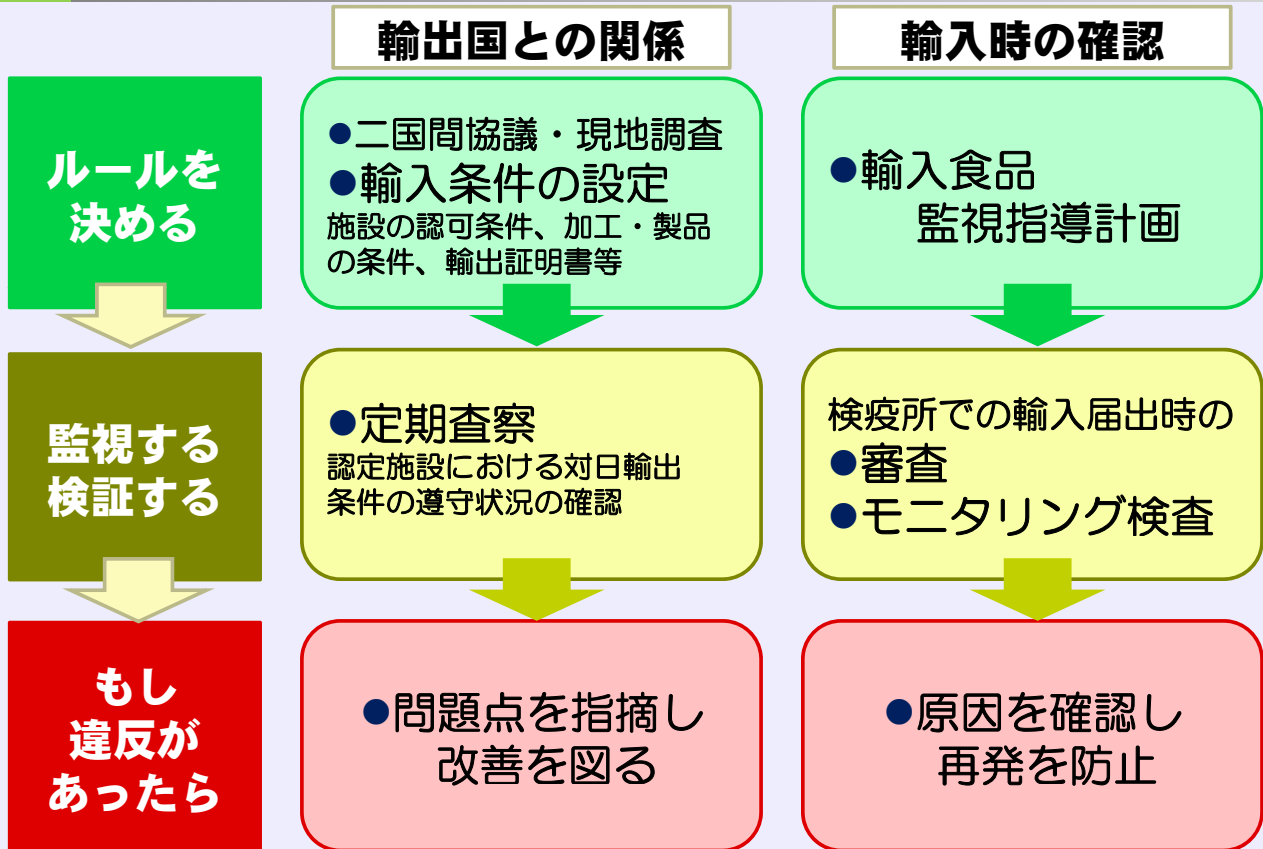 輸出国との関係
輸入時の確認
ルールを
決める
●二国間協議・現地調査
●輸入条件の設定
施設の認可条件、加工・製品
の条件、輸出証明書等
●輸入食品
監視指導計画
監視する
検証する
●定期査察
認定施設における対日輸出
条件の遵守状況の確認
検疫所での輸入届出時の
●審査
●モニタリング検査
もし
違反が
あったら
●問題点を指摘し
改善を図る
●原因を確認し
再発を防止